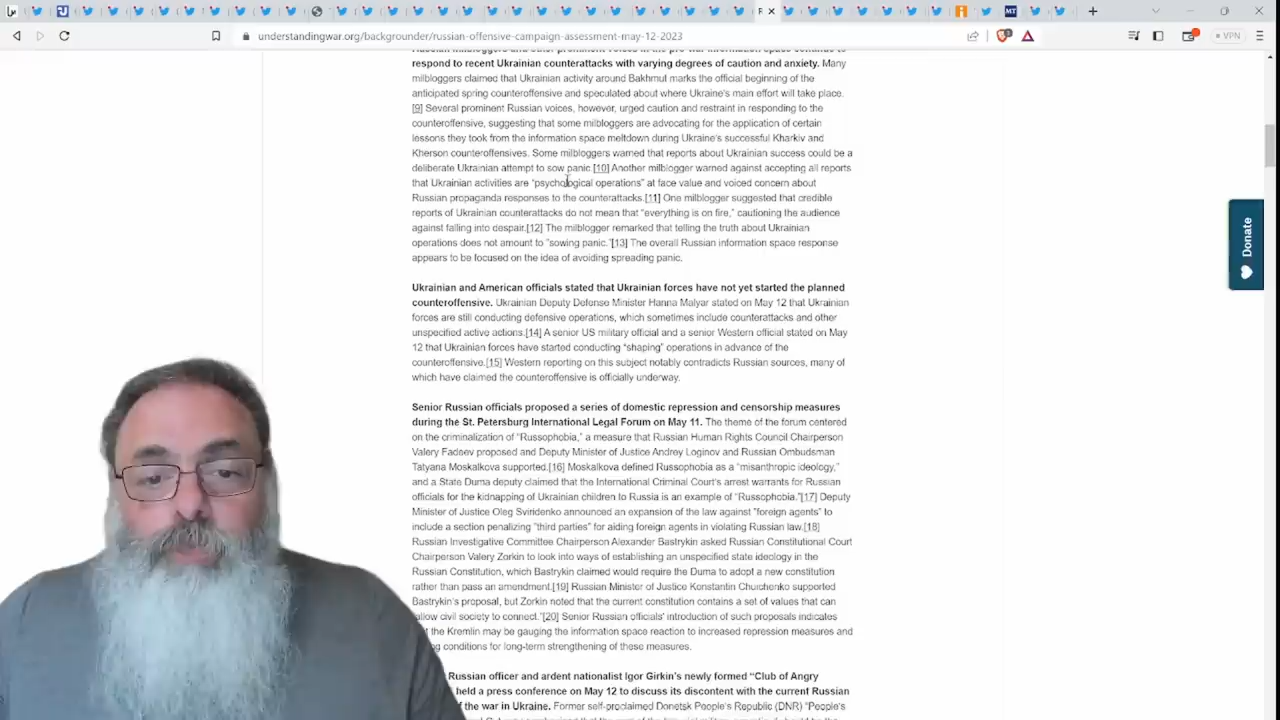 understandingwar.org/backgrounder/russian-offensive-campaign-assessment-may-12-2023
VPN
respond to recent Ukrainian counterattacks with varying degrees of caution and anxiety. Many
milbloggers claimed that Ukrainian activity around Bakhmut marks the official beginning of the
anticipated spring counteroffensive and speculated about where Ukraine's main effort will take place.
[9] Several prominent Russian voices, however, urged caution and restraint in responding to the
counteroffensive, suggesting that some milbloggers are advocating for the application of certain
lessons they took from the information space meltdown during Ukraine's successful Kharkiv and
Kherson counteroffensives. Some milbloggers warned that reports about Ukrainian success could be a
deliberate Ukrainian attempt to sow panic.[10] Another milblogger warned against accepting all reports
that Ukrainian activities are "psychological operations" at face value and voiced concern about
Russian propaganda responses to the counterattacks.[11] One milblogger suggested that credible
reports of Ukrainian counterattacks do not mean that "everything is on fire," cautioning the audience
against falling into despair.[12] The milblogger remarked that telling the truth about Ukrainian
operations does not amount to "sowing panic."[13] The overall Russian information space response
appears to be focused on the idea of avoiding spreading panic.
Ukrainian and American officials stated that Ukrainian forces have not yet started the planned
counteroffensive. Ukrainian Deputy Defense Minister Hanna Malyar stated on May 12 that Ukrainian
forces are still conducting defensive operations, which sometimes include counterattacks and other
unspecified active actions.[14] A senior US military official and a senior Western official stated on May
12 that Ukrainian forces have started conducting "shaping" operations in advance of the
counteroffensive.[15] Western reporting on this subject notably contradicts Russian sources, many of
which have claimed the counteroffensive is officially underway.
Senior Russian officials proposed a series of domestic repression and censorship measures
during the St. Petersburg International Legal Forum on May 11. The theme of the forum centered
on the criminalization of "Russophobia," a measure that Russian Human Rights Council Chairperson
Valery Fadeev proposed and Deputy Minister of Justice Andrey Loginov and Russian Ombudsman
Tatyana Moskalkova supported.[16] Moskalkova defined Russophobia as a "misanthropic ideology,"
and a State Duma deputy claimed that the International Criminal Court's arrest warrants for Russian
officials for the kidnapping of Ukrainian children to Russia is an example of "Russophobia."[17] Deputy
Minister of Justice Oleg Sviridenko announced an expansion of the law against "foreign agents" to
include a section penalizing "third parties" for aiding foreign agents in violating Russian law.[18]
Russian Investigative Committee Chairperson Alexander Bastrykin asked Russian Constitutional Court
Chairperson Valery Zorkin to look into ways of establishing an unspecified state ideology in the
Russian Constitution, which Bastrykin claimed would require the Duma to adopt a new constitution
rather than pass an amendment.[19] Russian Minister of Justice Konstantin Chuichenko supported
Bastrykin's proposal, but Zorkin noted that the current constitution contains a set of values that can
allow civil society to connect."[20] Senior Russian officials' introduction of such proposals indicates
the Kremlin may be gauging the information space reaction to increased repression measures and
conditions for long-term strengthening of these measures.
Russian officer and ardent nationalist Igor Girkin's newly formed "Club of Angry
held a press conference on May 12 to discuss its discontent with the current Russian
of the war in Ukraine. Former self-proclaimed Donetsk People's Republic (DNR) "People's
Donate